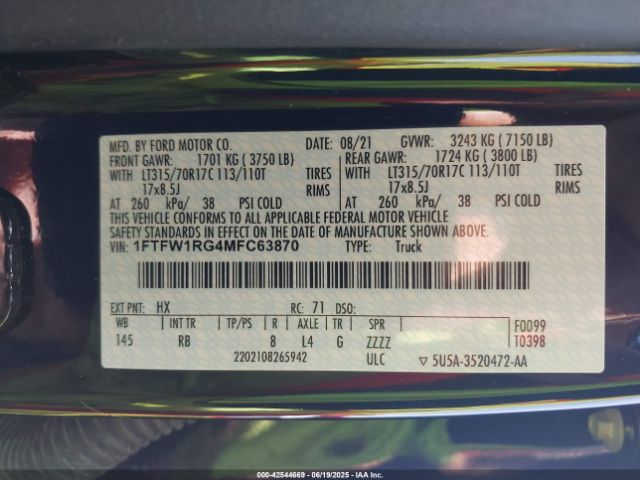 MFD. BY FORD MOTOR CO. DATE: 08/21 GVWR: 3243 KG ( 7150 LB)
FRONT GAWR: 1701 KG ( 3750 LB) REAR GAWR: 1724 KG ( 3800 LB)
WITH LT315/70R17C 113/110T TIRES WITH LT315/70R17C 113/110T TIRES
17x8.5J RIMS 17x8.5J RIMS
AT 260 kPa/ 38 PSI COLD AT 260 kPa/ 38 PSI COLD
THIS VEHICLE CONFORMS TO ALL APPLICABLE FEDERAL MOTOR VEHICLE
SAFETY STANDARDS IN EFFECT ON THE DATE OF MANUFACTURE SHOWN ABOVE.
VIN: 1FTFW1RG4MFC63870 TYPE: Truck
EXT PNT: HX RC: 71 DSO:
WB INT TR TP/PS R AXLE TR SPR F0099
145 RB 8 L4 G ZZZZ T0398
2202108265942 ULC ▽ 5U5A-3520472-AA
000-42544669 - 06/19/2025 - IAA Inc.